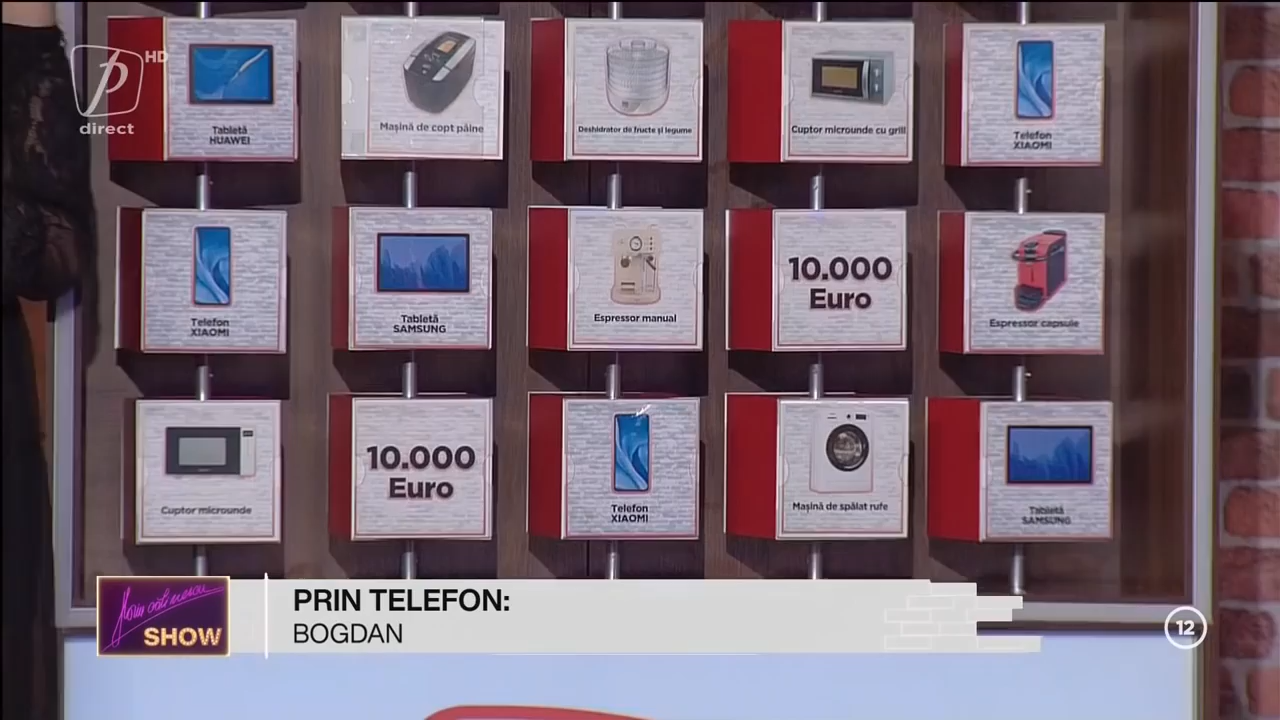 p
HD
direct
Tabletă
HUAWEI
Mașină de copt pâine
Deshidrator de fructe și legume
Cuptor microunde cu grill
Telefon
XIAOMI
Telefon
XIAOMI
Tabletă
SAMSUNG
Espressor manual
10.000
Euro
Espressor capsule
Cuptor microunde
10.000
Euro
Telefon
XIAOMI
Mașină de spălat rufe
Tabletă
SAMSUNG
SHOW
PRIN TELEFON:
BOGDAN
12